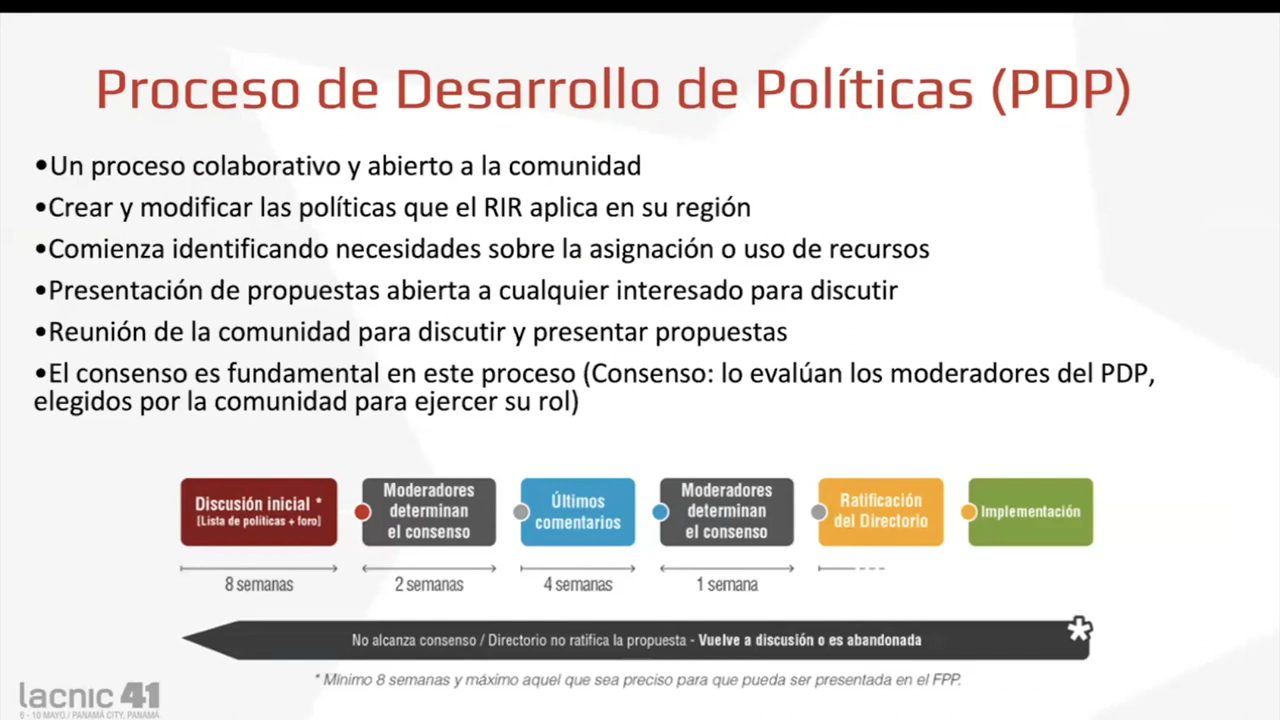 Proceso de Desarrollo de Políticas (PDP)
•Un proceso colaborativo y abierto a la comunidad
•Crear y modificar las políticas que el RIR aplica en su región
•Comienza identificando necesidades sobre la asignación o uso de recursos
•Presentación de propuestas abierta a cualquier interesado para discutir
•Reunión de la comunidad para discutir y presentar propuestas
•El consenso es fundamental en este proceso (Consenso: lo evalúan los moderadores del PDP,
elegidos por la comunidad para ejercer su rol)
Discusión inicial *
[Lista de políticas + foro]
Moderadores
determinan
el consenso
Últimos
comentarios
Moderadores
determinan
el consenso
Ratificación
del Directorio
Implementación
8 semanas
2 semanas
4 semanas
1 semana
No alcanza consenso / Directorio no ratifica la propuesta - Vuelve a discusión o es abandonada
*
* Mínimo 8 semanas y máximo aquel que sea preciso para que pueda ser presentada en el FPP.
lacnic 41
6 - 10 MAYO / PANAMÁ CITY, PANAMÁ